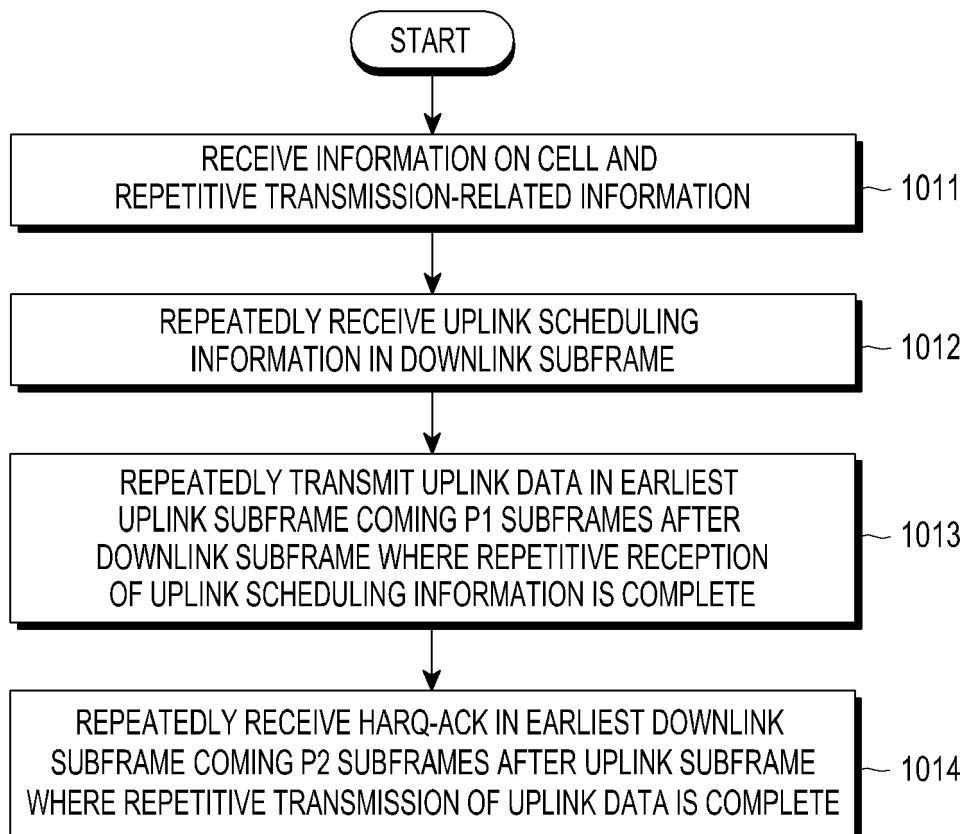 START
RECEIVE INFORMATION ON CELL AND
REPETITIVE TRANSMISSION-RELATED INFORMATION
1011
REPEATEDLY RECEIVE UPLINK SCHEDULING
INFORMATION IN DOWNLINK SUBFRAME
1012
REPEATEDLY TRANSMIT UPLINK DATA IN EARLIEST
UPLINK SUBFRAME COMING P1 SUBFRAMES AFTER
DOWNLINK SUBFRAME WHERE REPETITIVE RECEPTION
OF UPLINK SCHEDULING INFORMATION IS COMPLETE
1013
REPEATEDLY RECEIVE HARQ-ACK IN EARLIEST DOWNLINK
SUBFRAME COMING P2 SUBFRAMES AFTER UPLINK SUBFRAME
WHERE REPETITIVE TRANSMISSION OF UPLINK DATA IS COMPLETE
1014